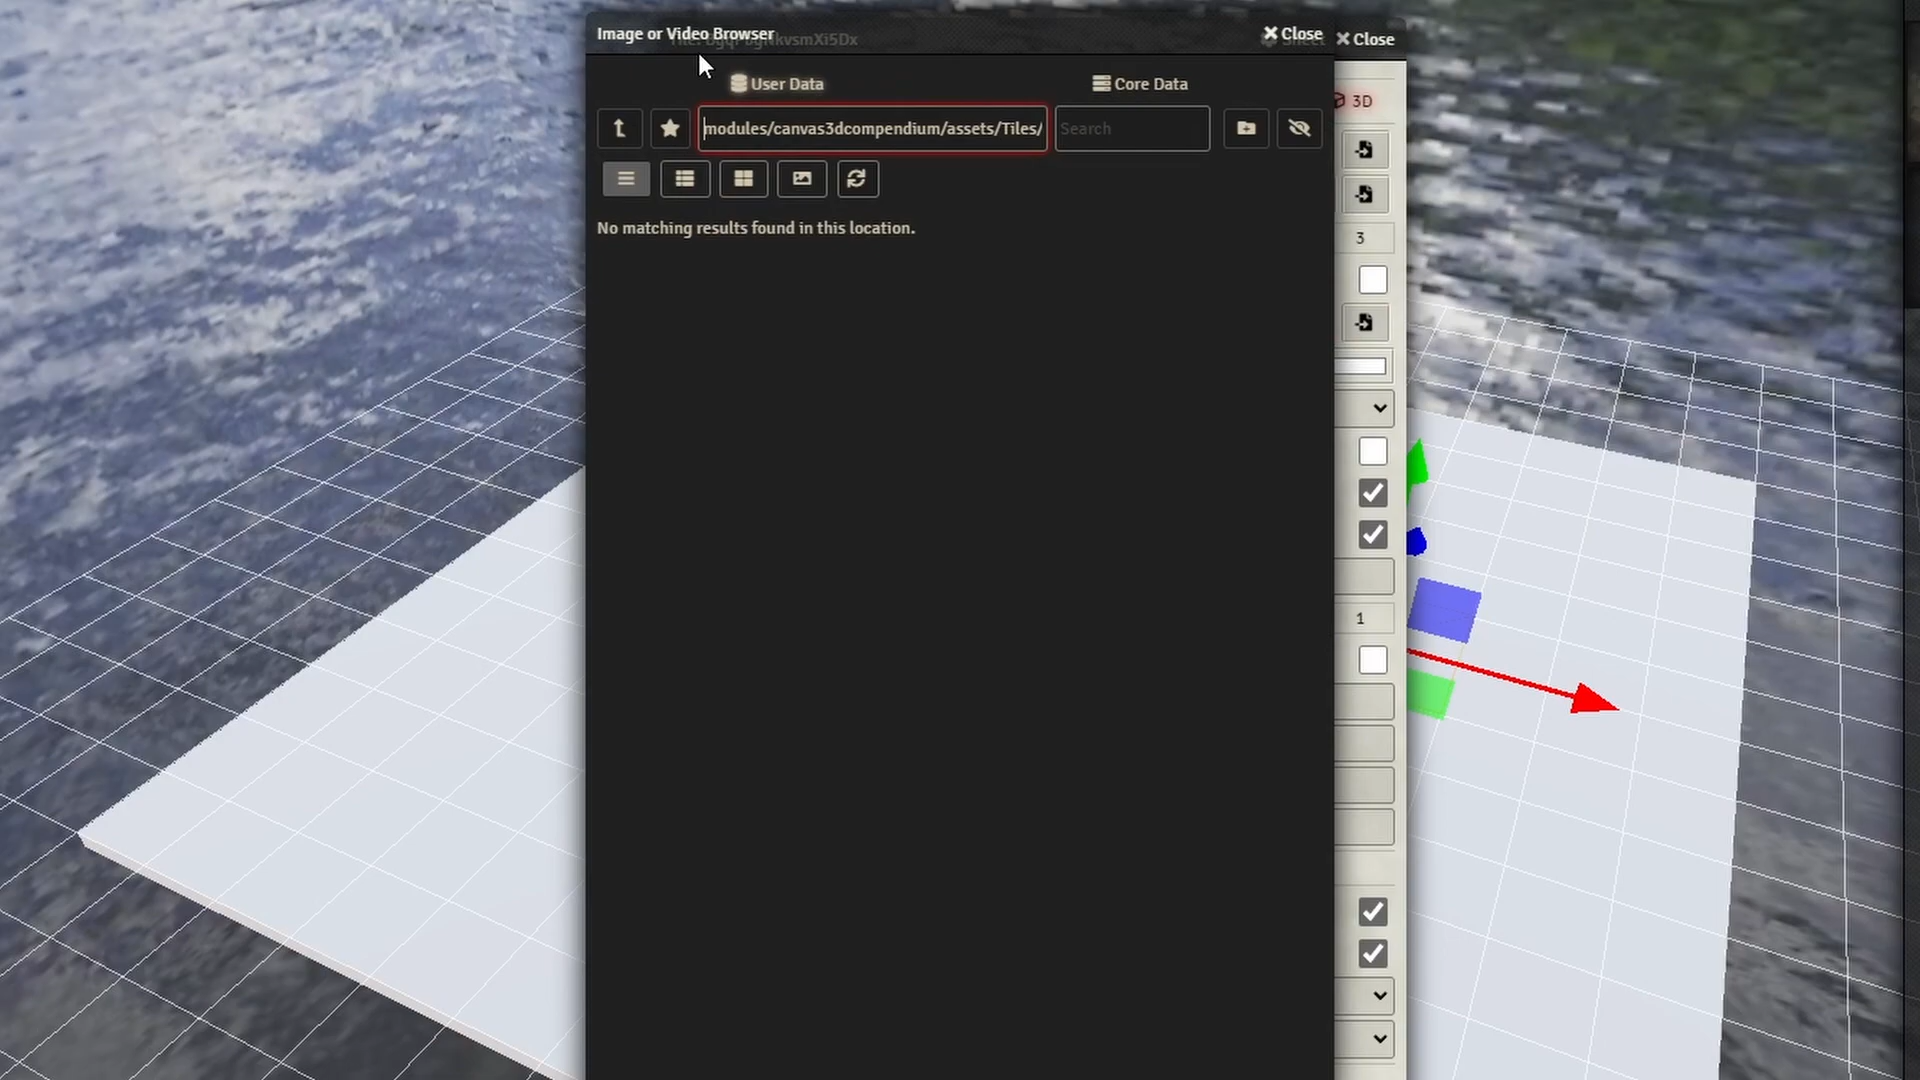 Image or Video Browser
Close
Close
User Data
Core Data
3D
modules/canvas3dcompendium/assets/Tiles/
Search
No matching results found in this location.
3
1